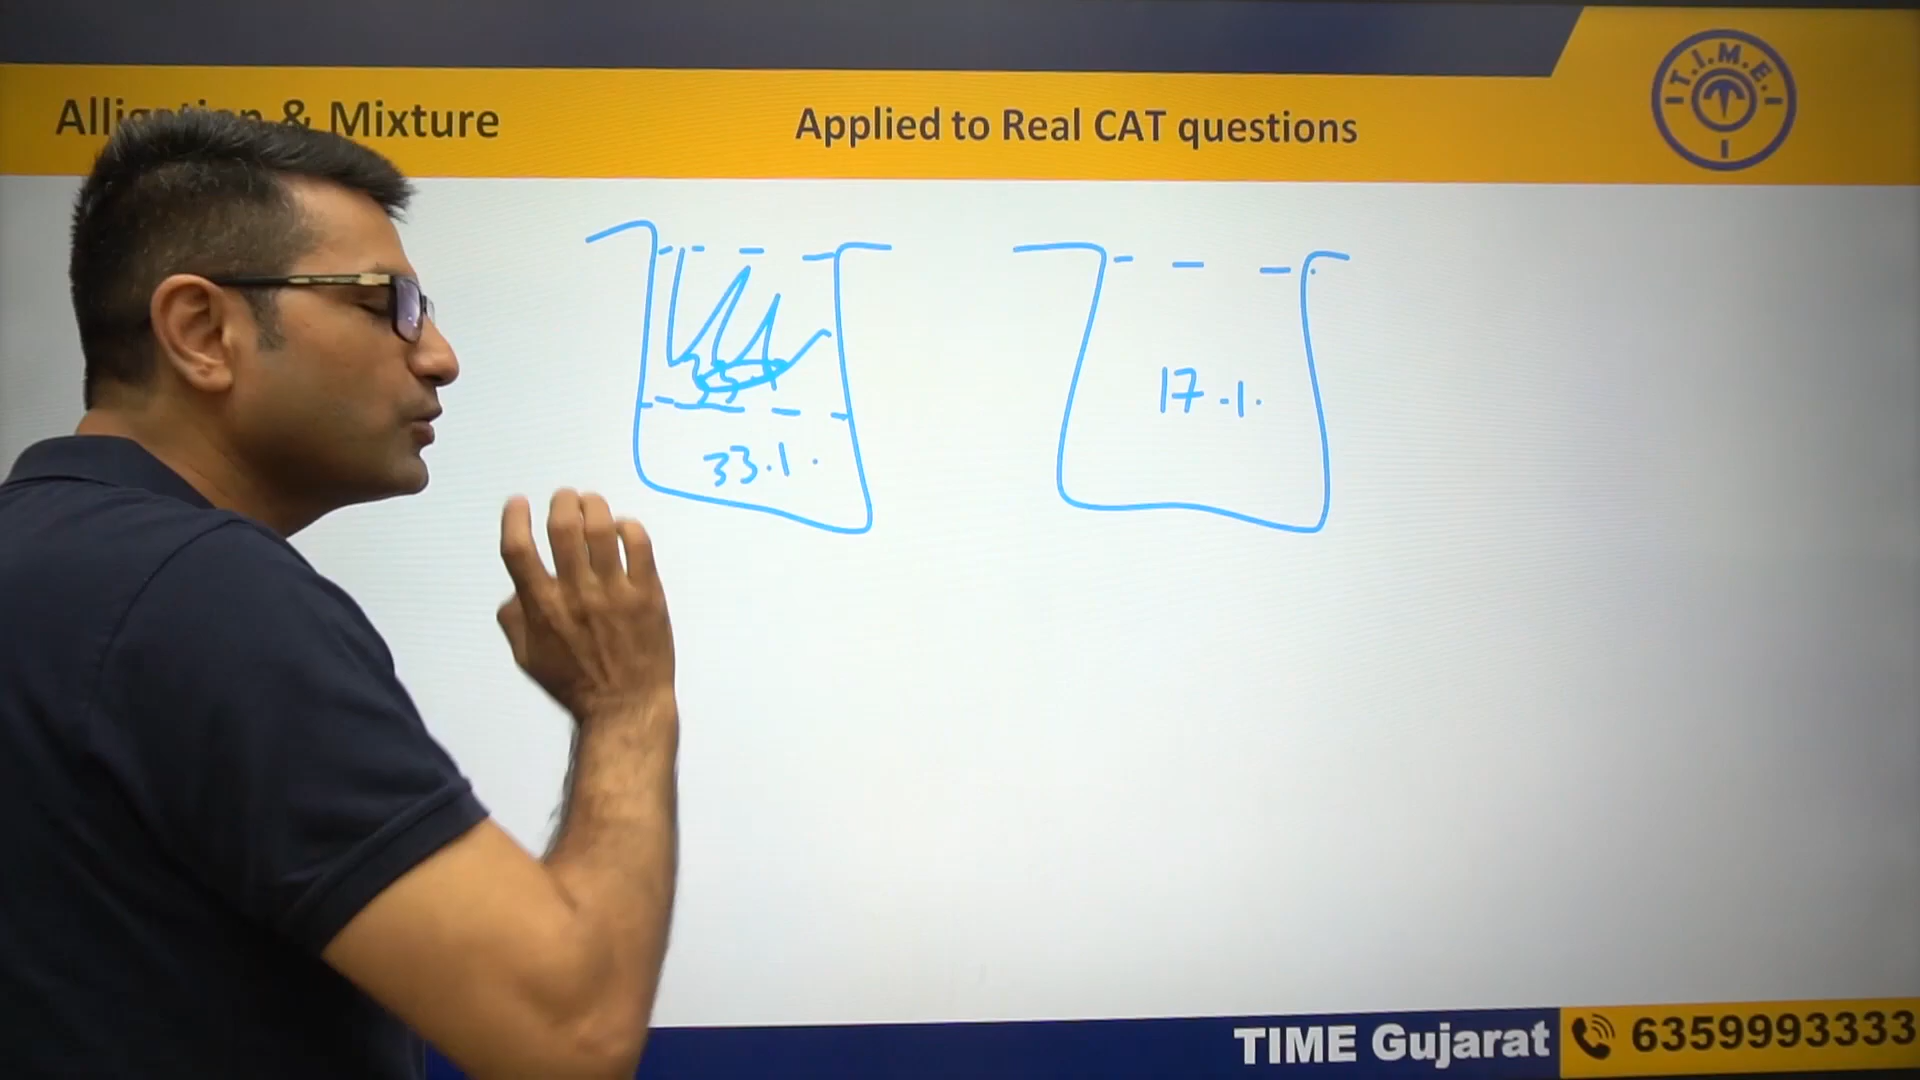 Alligation & Mixture
Applied to Real CAT questions
T.I.M.E.
33.1.
17.1.
TIME Gujarat
6359993333